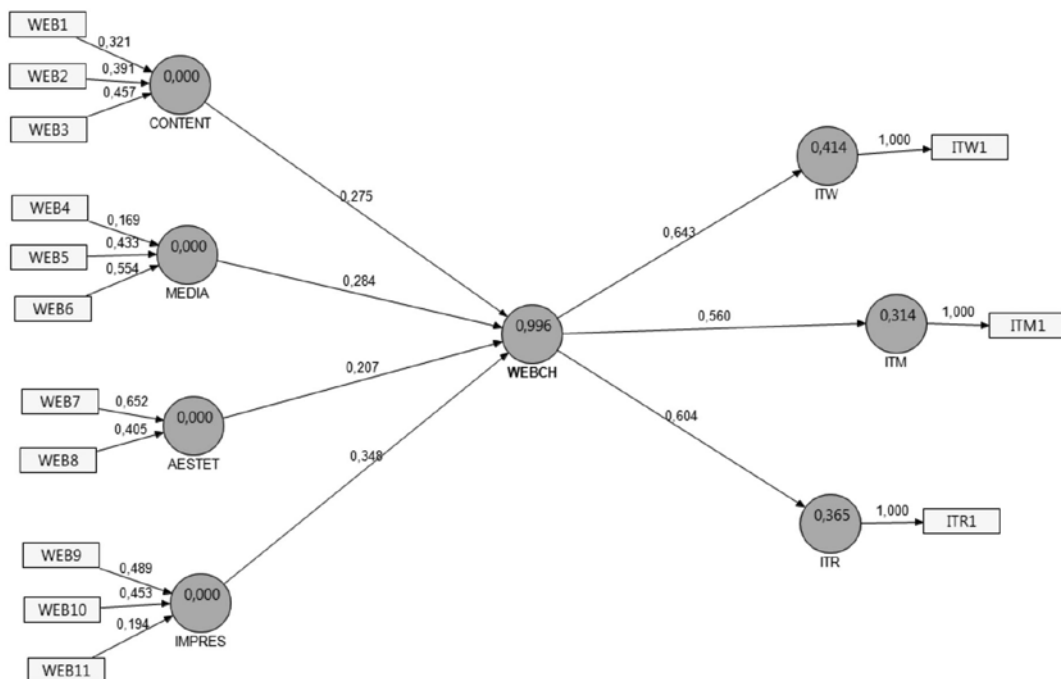 WEB1
0,321
WEB2
0,391
0,457
WEB3
0,000
CONTENT
0,275
WEB4
0,169
WEB5
0,433
0,554
WEB6
0,000
MEDIA
0,284
WEB7
0,652
0,405
WEB8
0,000
AESTET
0,207
WEB9
0,489
WEB10
0,453
0,194
WEB11
0,000
IMPRES
0,348
0,996
WEBCH
0,643
0,414
ITW
1,000
ITW1
0,560
0,314
ITM
1,000
ITM1
0,604
0,365
ITR
1,000
ITR1